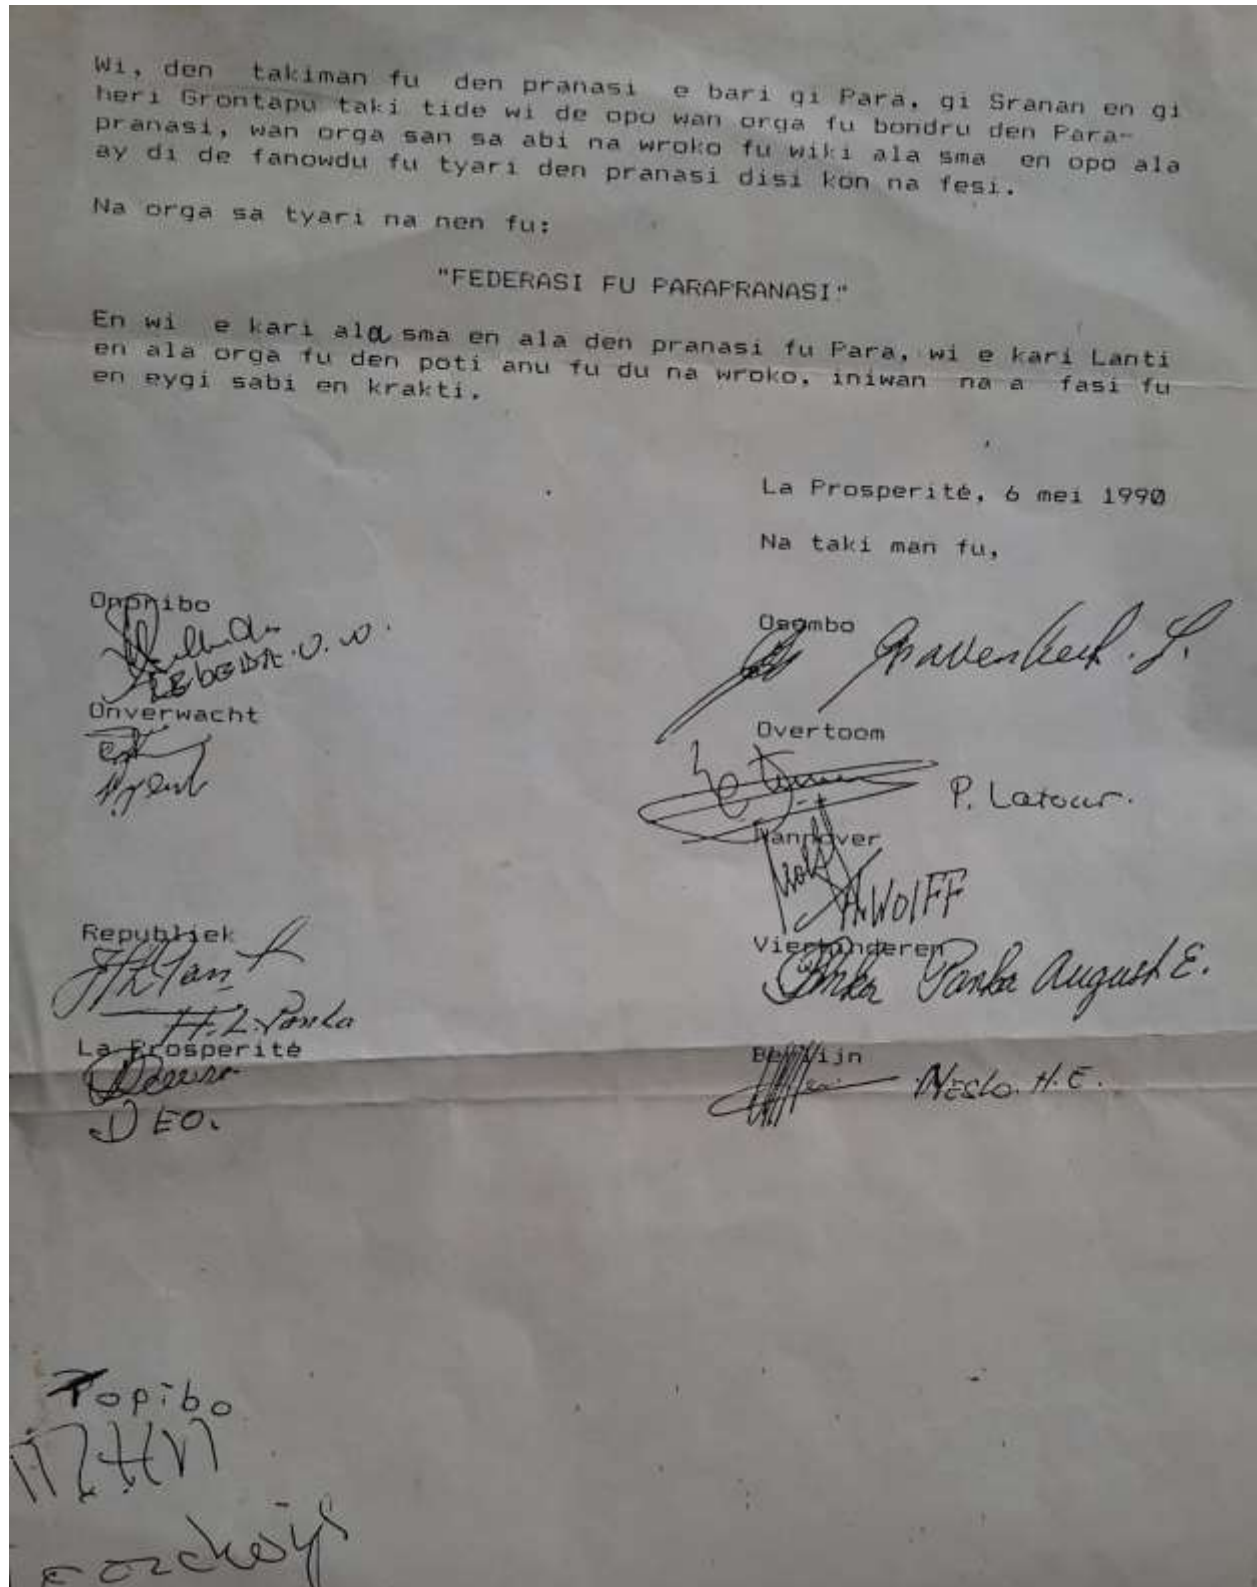 Wi, den takiman fu den pranasi e bari gi Para, gi Sranan en gi
heri Grontapu taki tide wi de opo wan orga fu bondru den Para-
pranasi, wan orga san sa abi na wroko fu wiki ala sma en opo ala
ay di de fanowdu fu tyari den pranasi disi kon na fesi.
Na orga sa tyari na nen fu:
"FEDERASI FU PARAPRANASI"
En wi e kari ala sma en ala den pranasi fu Para, wi e kari Lanti
en ala orga fu den poti anu fu du na wroko, iniwan na a fasi fu
en eygi sabi en krakti.
La Prosperité, 6 mei 1990
Na taki man fu,
Onoribo
Osembo
Gravenberch. L.
Onverwacht
Overtoom
P. Latour.
Hannover
A. WOLFF
Republiek
H. L. Panka
Vierkinderen
Panka August E.
La Prosperité
DEO.
Berlijn
Neslo. H. E.
Topibo